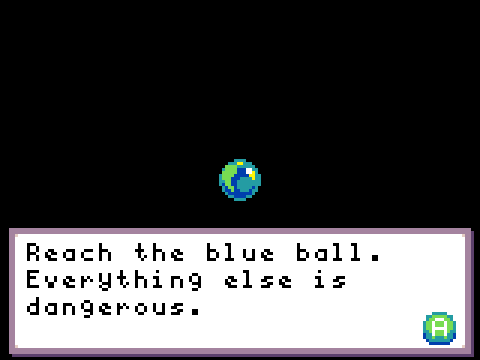 Reach the blue ball.
Everything else is
dangerous.
A